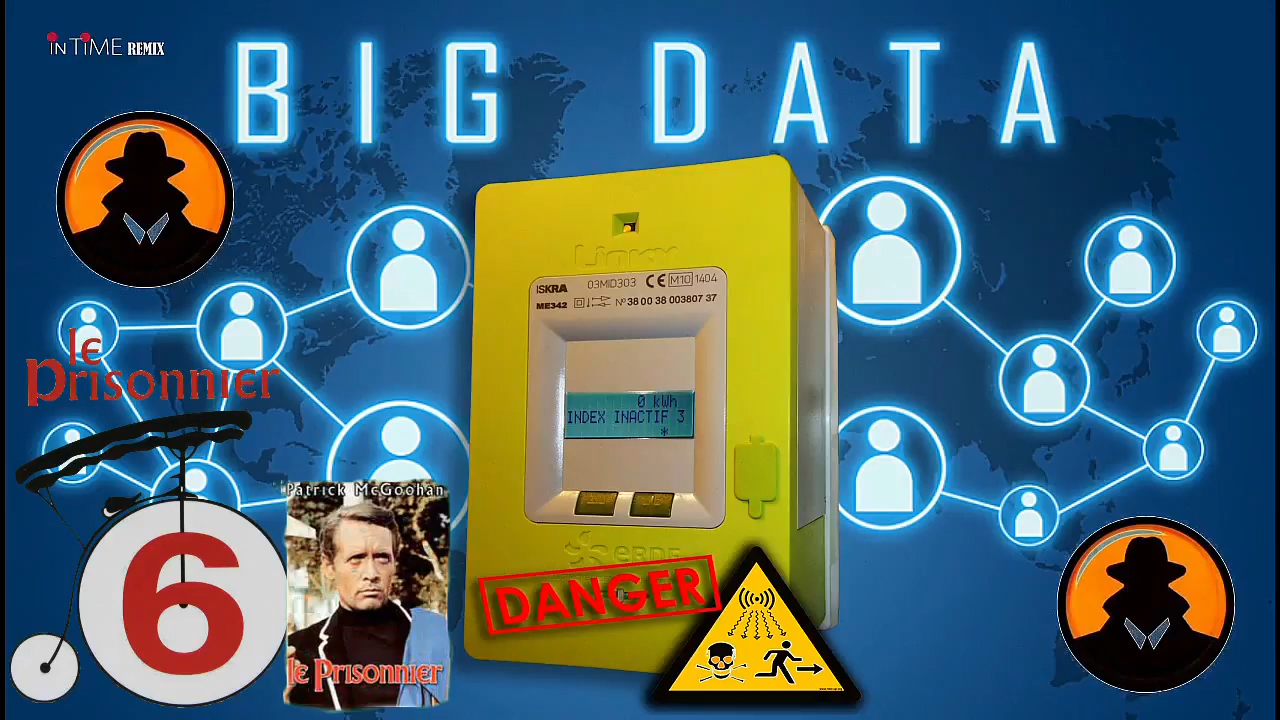 iN TiME REMIX
BIG DATA
Linky
ISKRA 03MID303 CE M10 1404
ME342 N° 38 00 38 003807 37
0 kWh
INDEX INACTIF 3
*
eRDF
DANGER
le Prisonnier
6
Patrick McGoohan
le Prisonnier